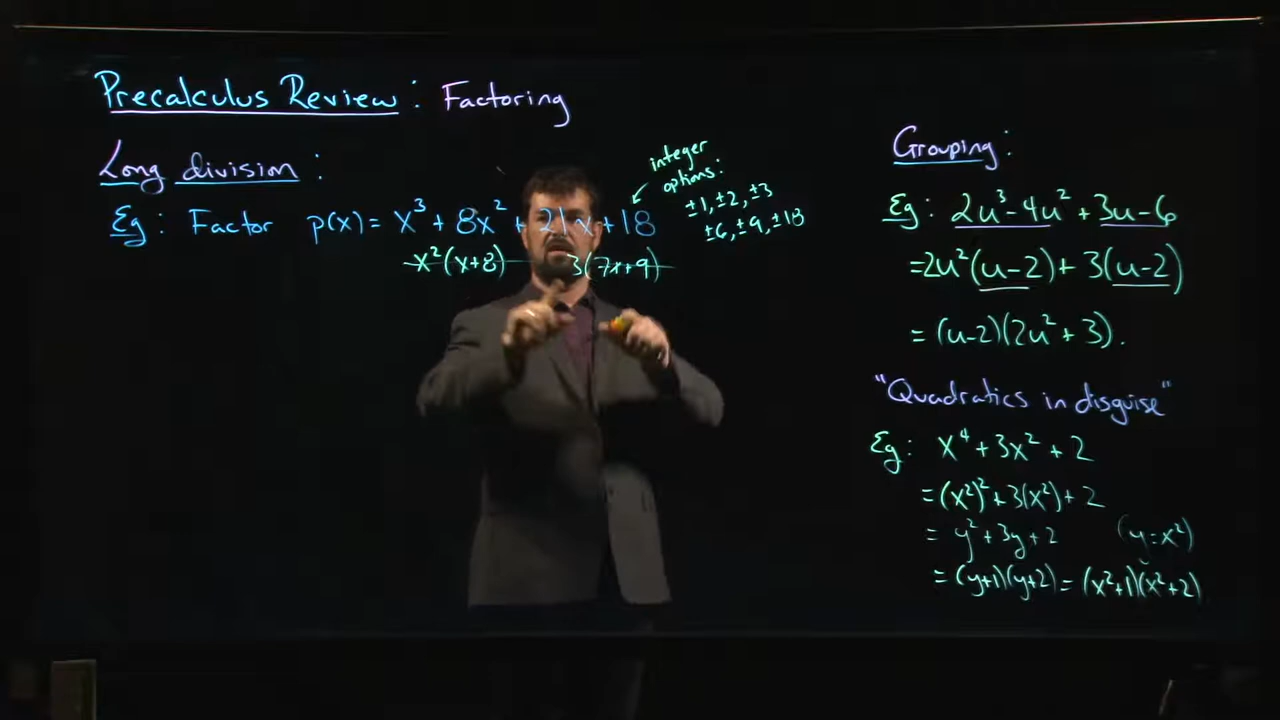 Precalculus Review: Factoring
Long division:
Eg: Factor p(x) = x³ + 8x² + 21x + 18
x²(x+8) 3(7x+9)
integer
options:
±1, ±2, ±3
±6, ±9, ±18
Grouping:
Eg: 2u³-4u² + 3u-6
=2u²(u-2)+ 3(u-2)
= (u-2)(2u²+3).
"Quadratics in disguise"
Eg: x⁴+3x²+2
= (x²)²+3(x²)+2
= y²+3y+2 (y=x²)
= (y+1)(y+2) = (x²+1)(x²+2)